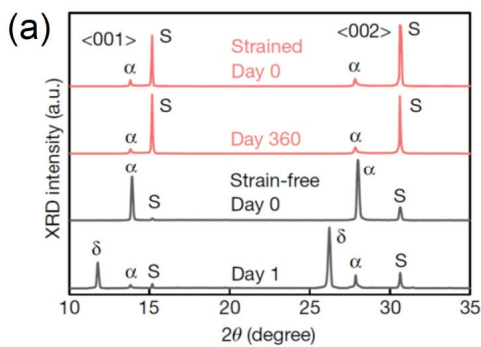 (a)
<001>
<002>
S
S
Strained
Day 0
α
α
S
S
Day 360
α
α
α
Strain-free
Day 0
α
S
S
δ
δ
α
S
Day 1
α
S
10
15
20
25
30
35
2θ (degree)
XRD intensity (a.u.)